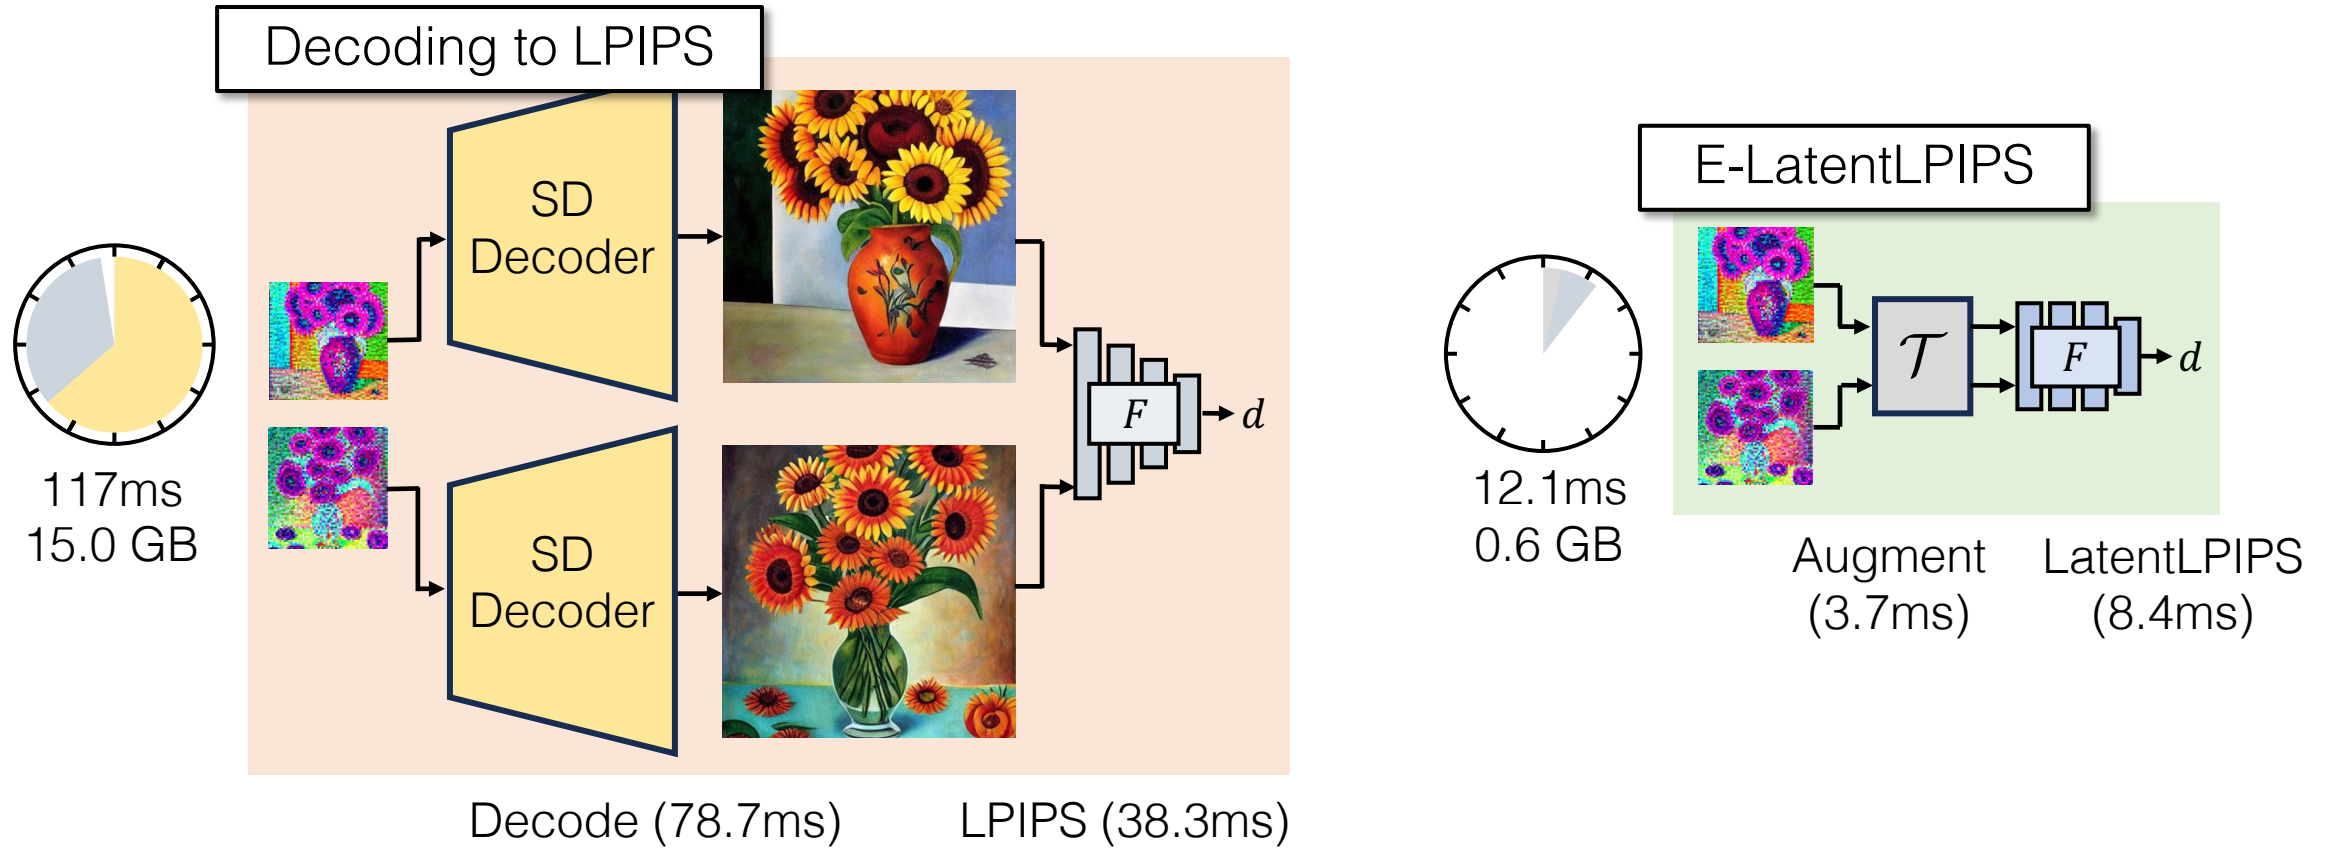 Decoding to LPIPS
SD
Decoder
SD
Decoder
F
d
117ms
15.0 GB
Decode (78.7ms)
LPIPS (38.3ms)
E-LatentLPIPS
𝒯
F
d
12.1ms
0.6 GB
Augment
(3.7ms)
LatentLPIPS
(8.4ms)